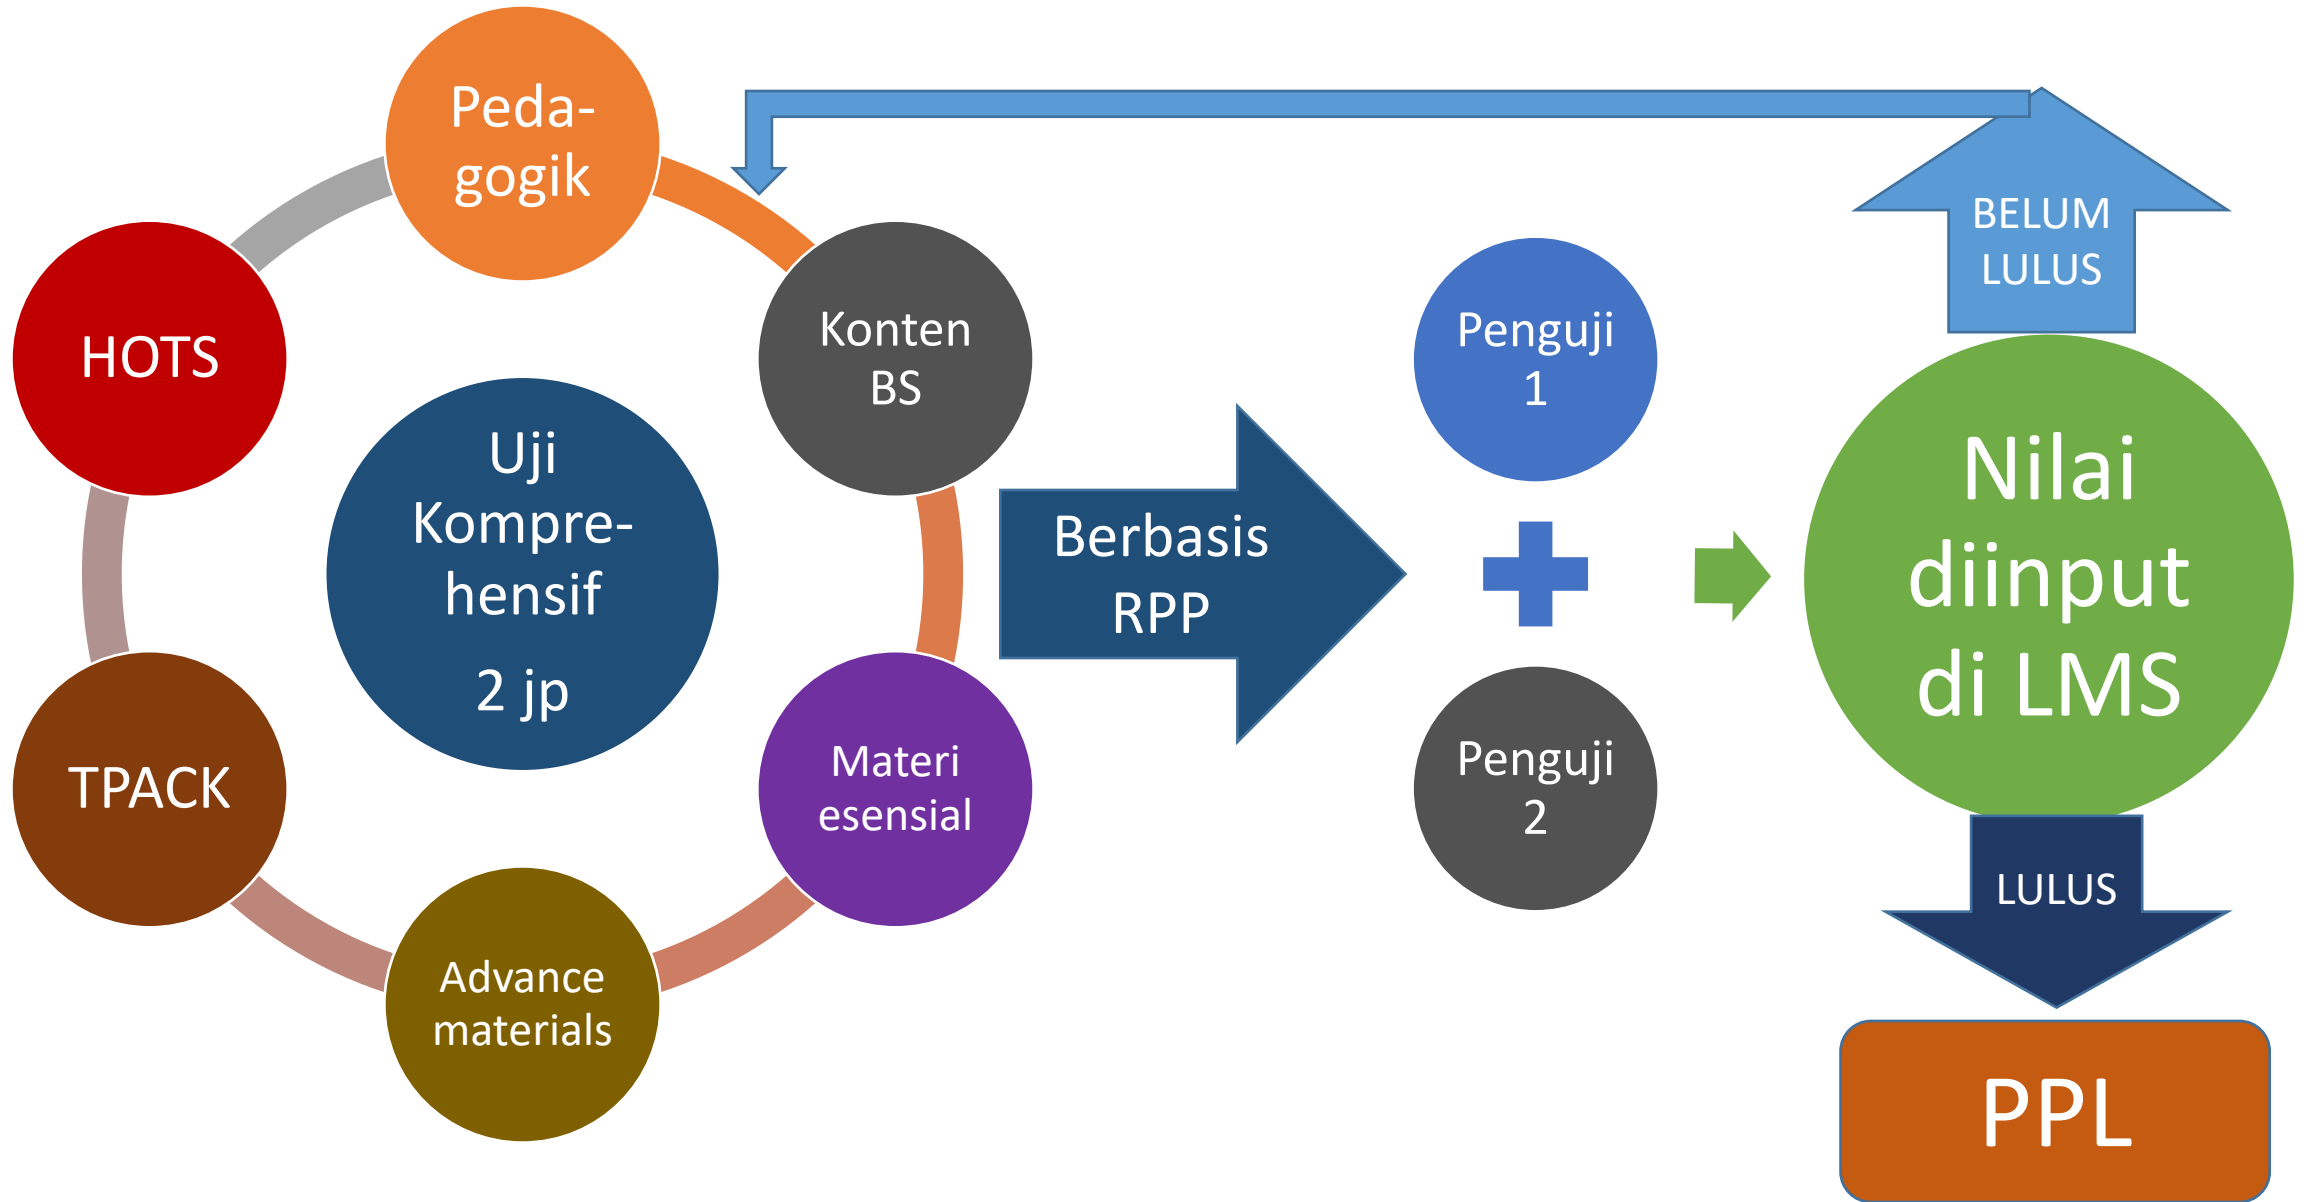 Peda-
gogik
HOTS
Konten
BS
Uji
Kompre-
hensif
2 jp
TPACK
Materi
esensial
Advance
materials
Berbasis
RPP
Penguji
1
Penguji
2
BELUM
LULUS
Nilai
diinput
di LMS
LULUS
PPL